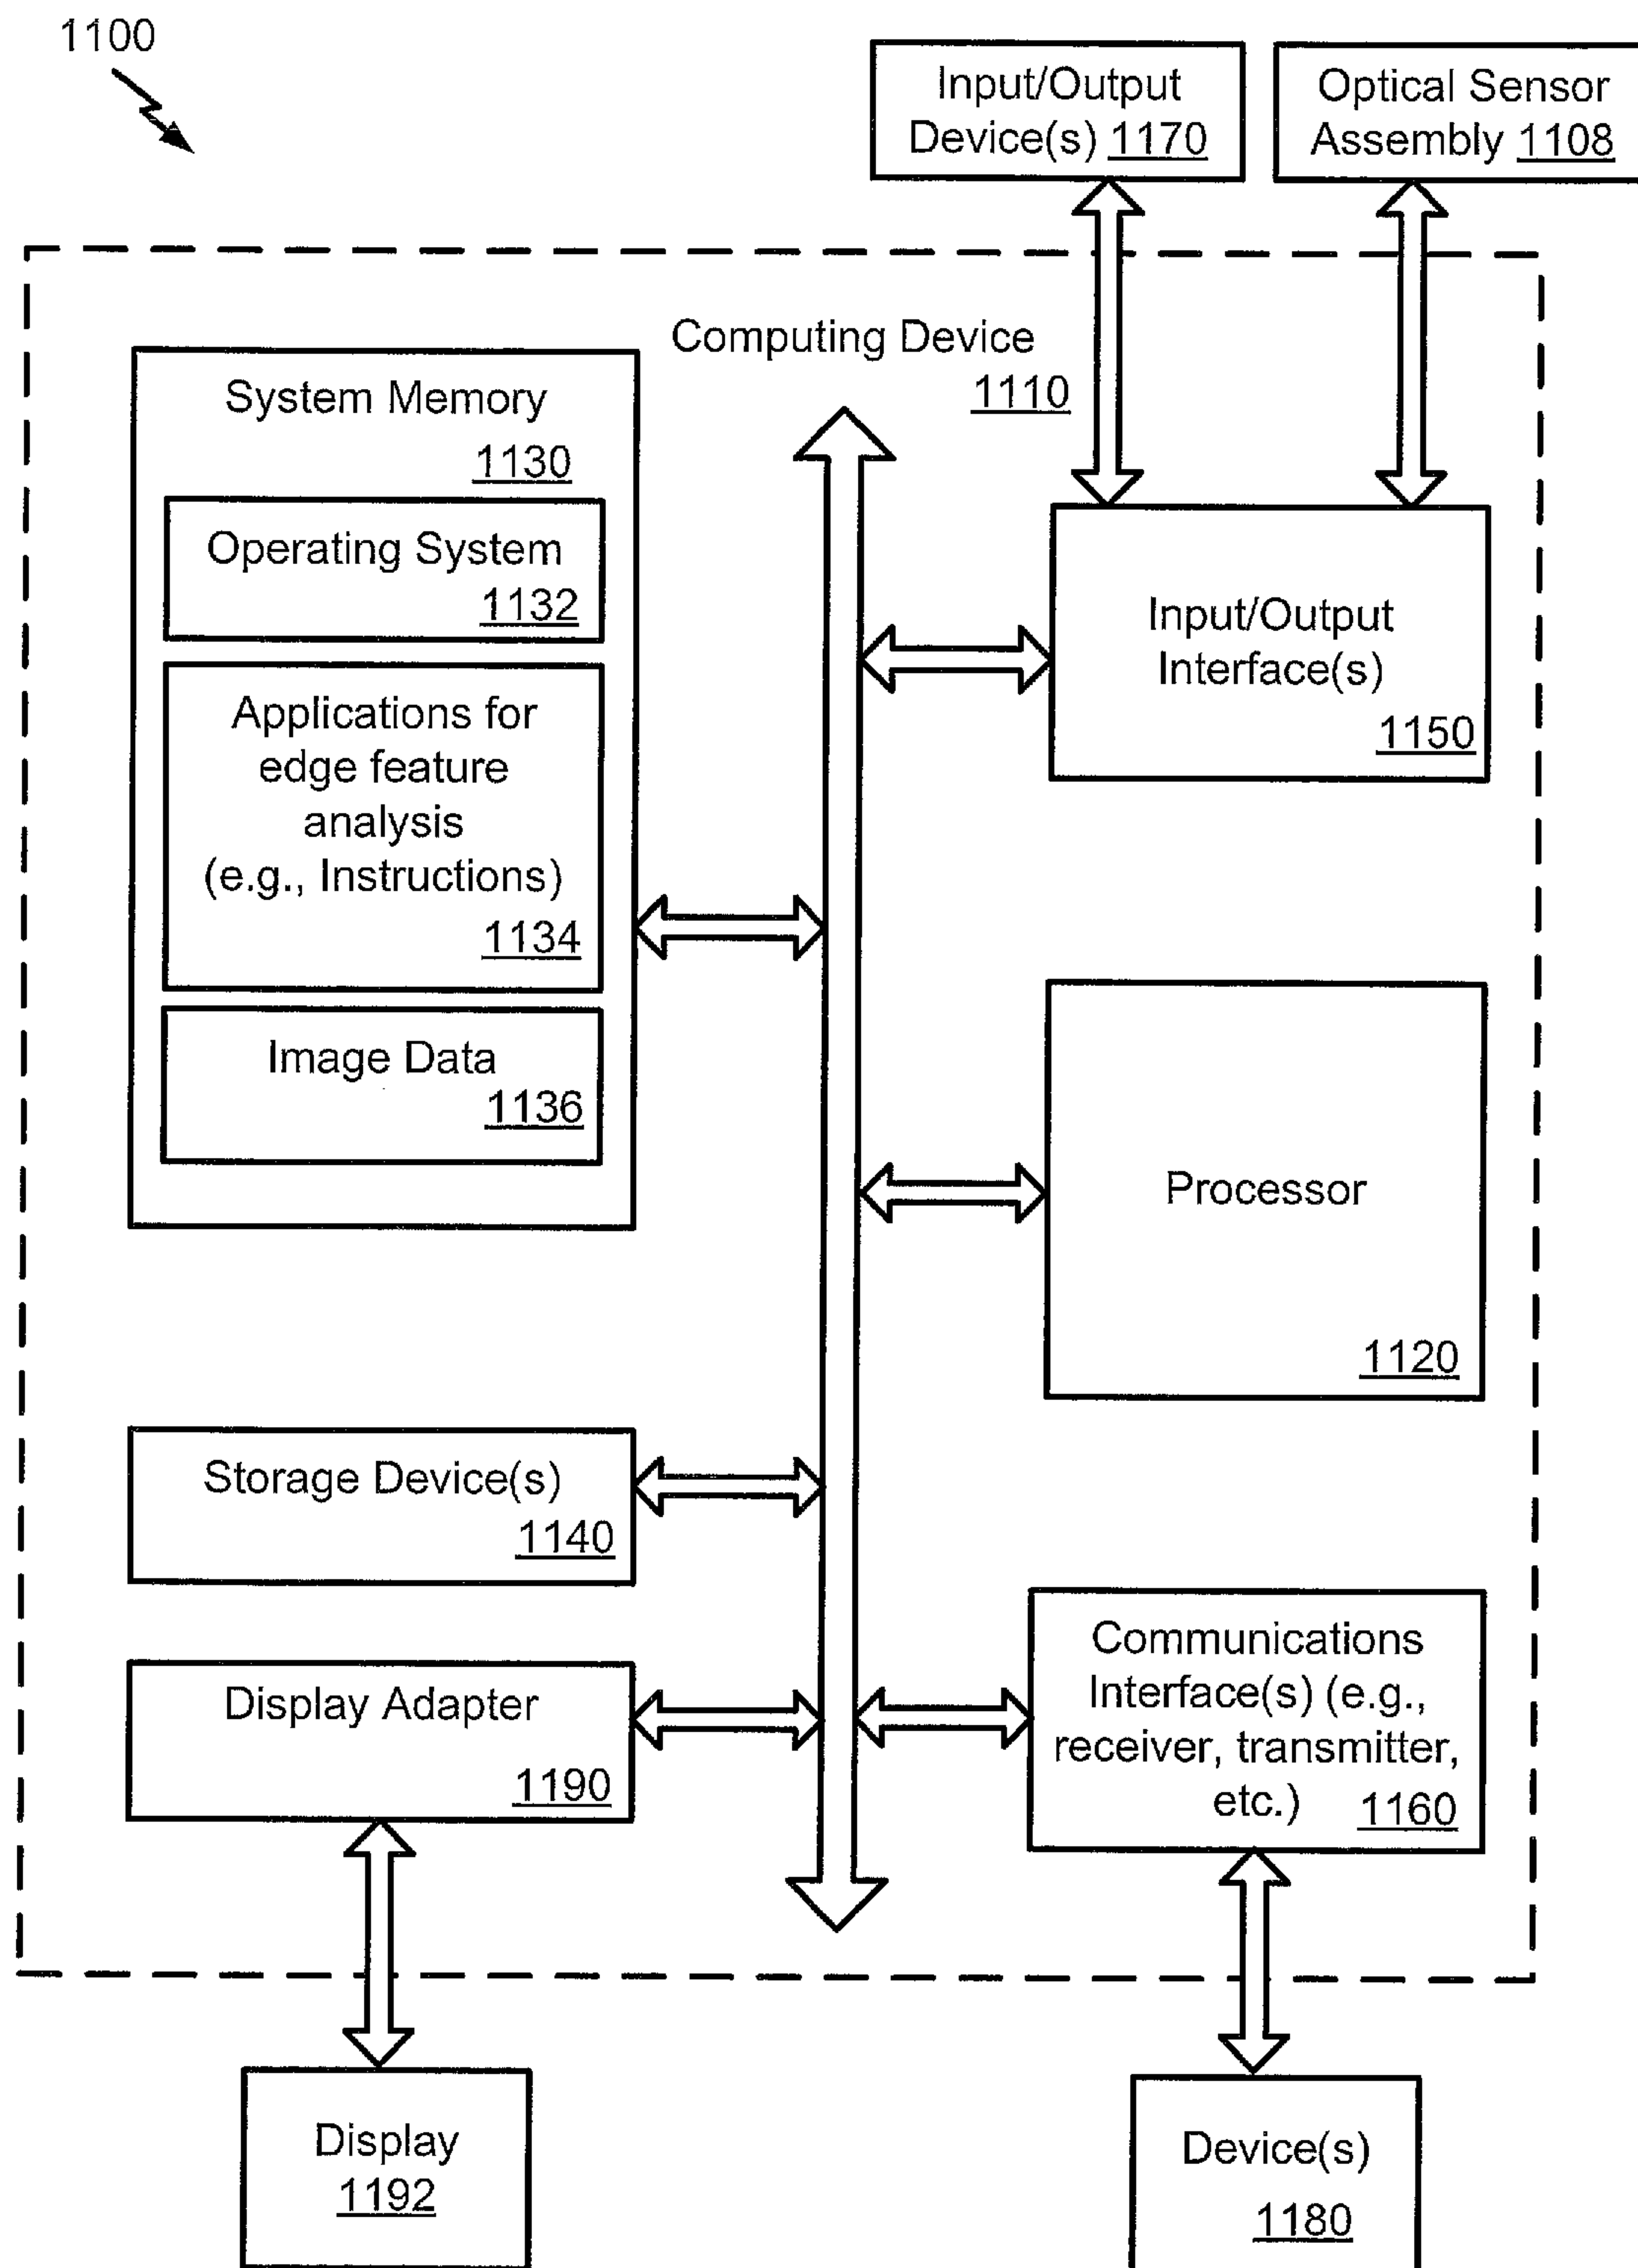 1100
Input/Output
Device(s) 1170
Optical Sensor
Assembly 1108
Computing Device
1110
System Memory
1130
Operating System
1132
Applications for
edge feature
analysis
(e.g., Instructions)
1134
Image Data
1136
Input/Output
Interface(s)
1150
Processor
1120
Storage Device(s)
1140
Display Adapter
1190
Communications
Interface(s) (e.g.,
receiver, transmitter,
etc.) 1160
Display
1192
Device(s)
1180